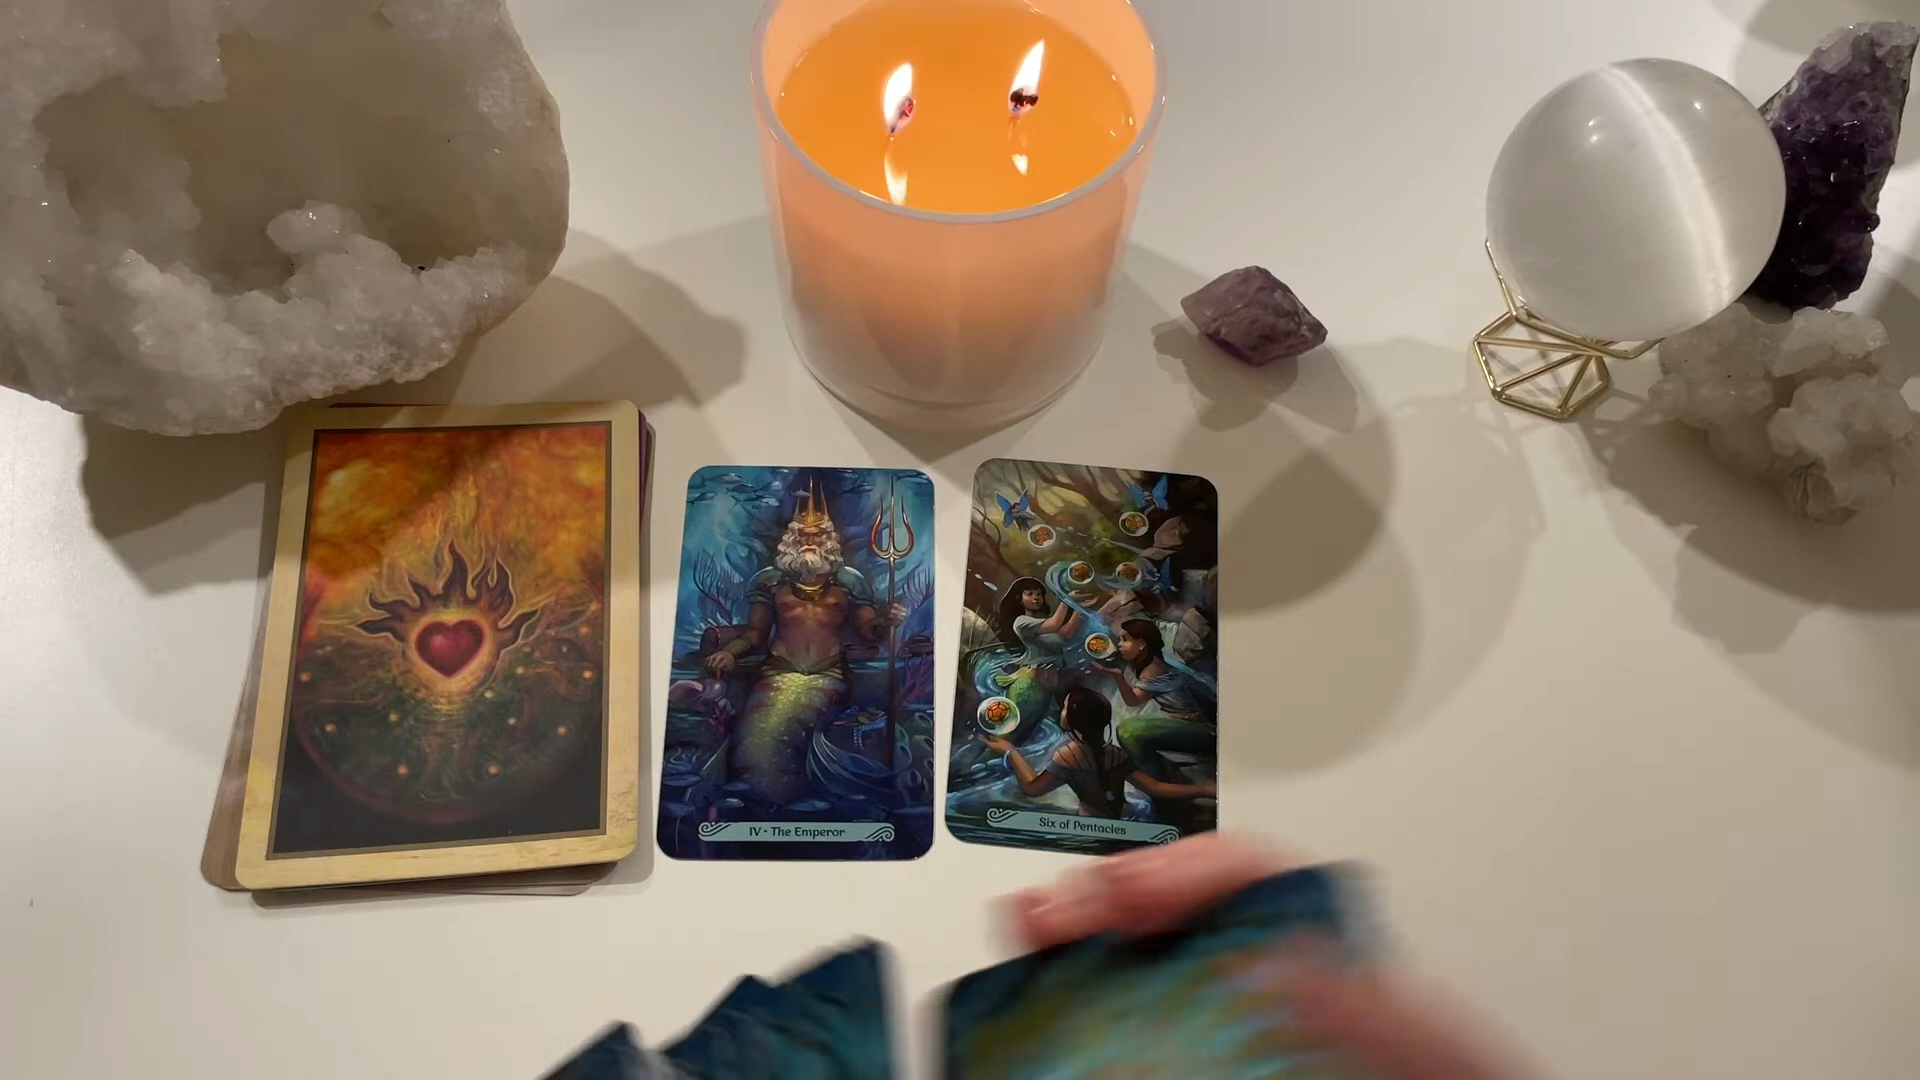 IV • The Emperor
Six of Pentacles